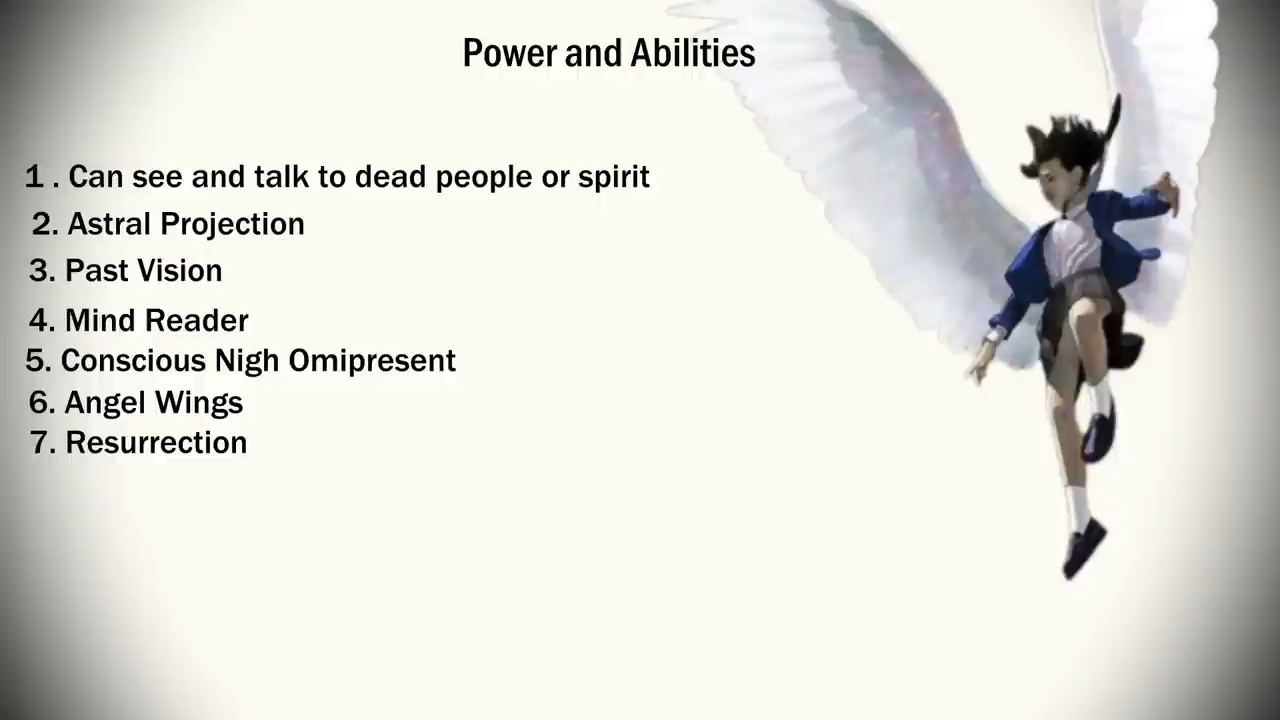 Power and Abilities
1 . Can see and talk to dead people or spirit
2. Astral Projection
3. Past Vision
4. Mind Reader
5. Conscious Nigh Omipresent
6. Angel Wings
7. Resurrection